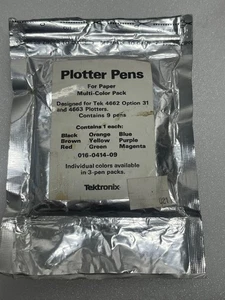 Plotter Pens
For Paper
Multi-Color Pack
Designed for Tek 4662 Option 31
and 4663 Plotters.
Contains 9 pens
Contains 1 each:
Black Orange Blue
Brown Yellow Purple
Red Green Magenta
016-0414-09
Individual colors available
in 3-pen packs.
Tektronix